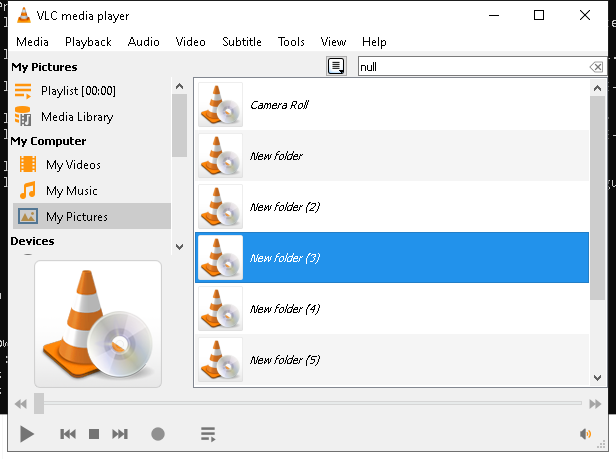 VLC media player
Media Playback Audio Video Subtitle Tools View Help
My Pictures
null
Playlist [00:00]
Media Library
My Computer
My Videos
My Music
My Pictures
Devices
Camera Roll
New folder
New folder (2)
New folder (3)
New folder (4)
New folder (5)